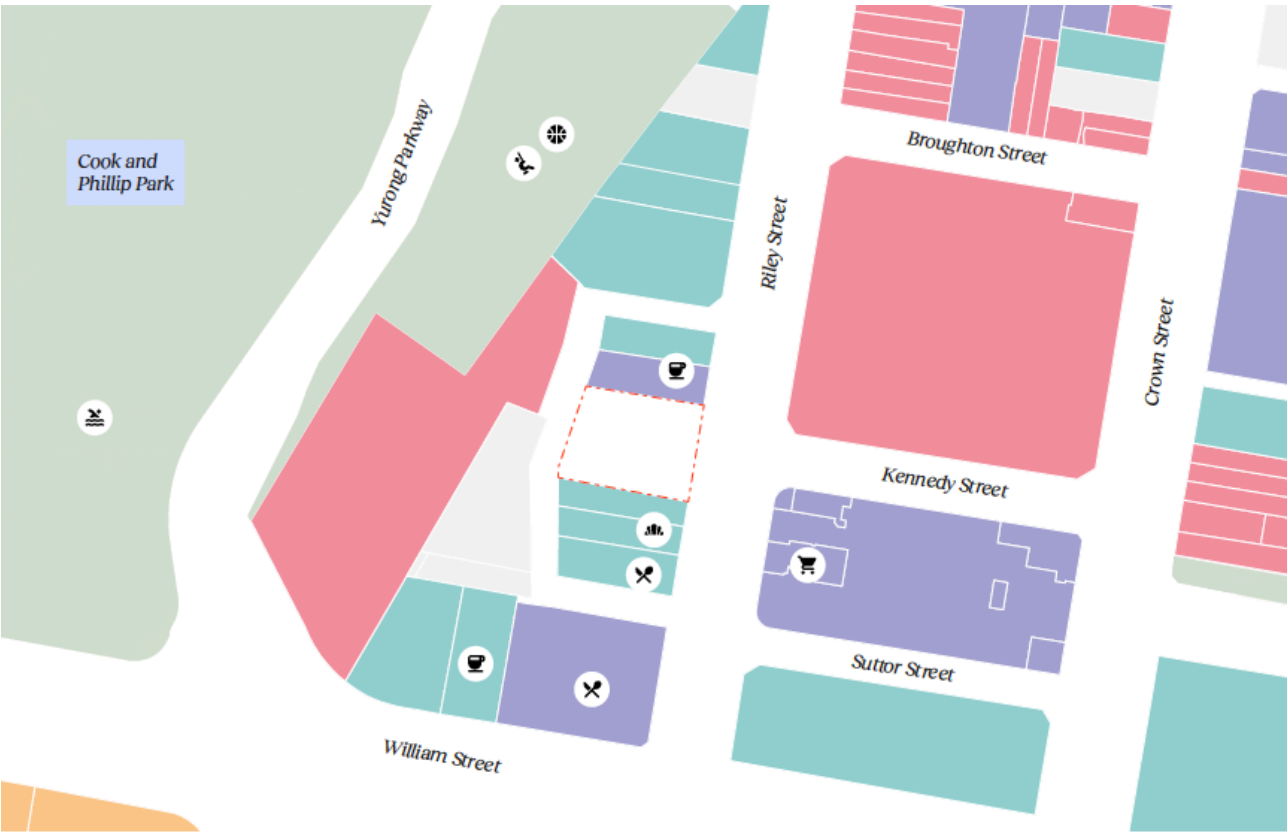 Broughton Street
Cook and
Phillip Park
Yurong Parkway
Riley Street
Crown Street
Kennedy Street
Suttor Street
William Street